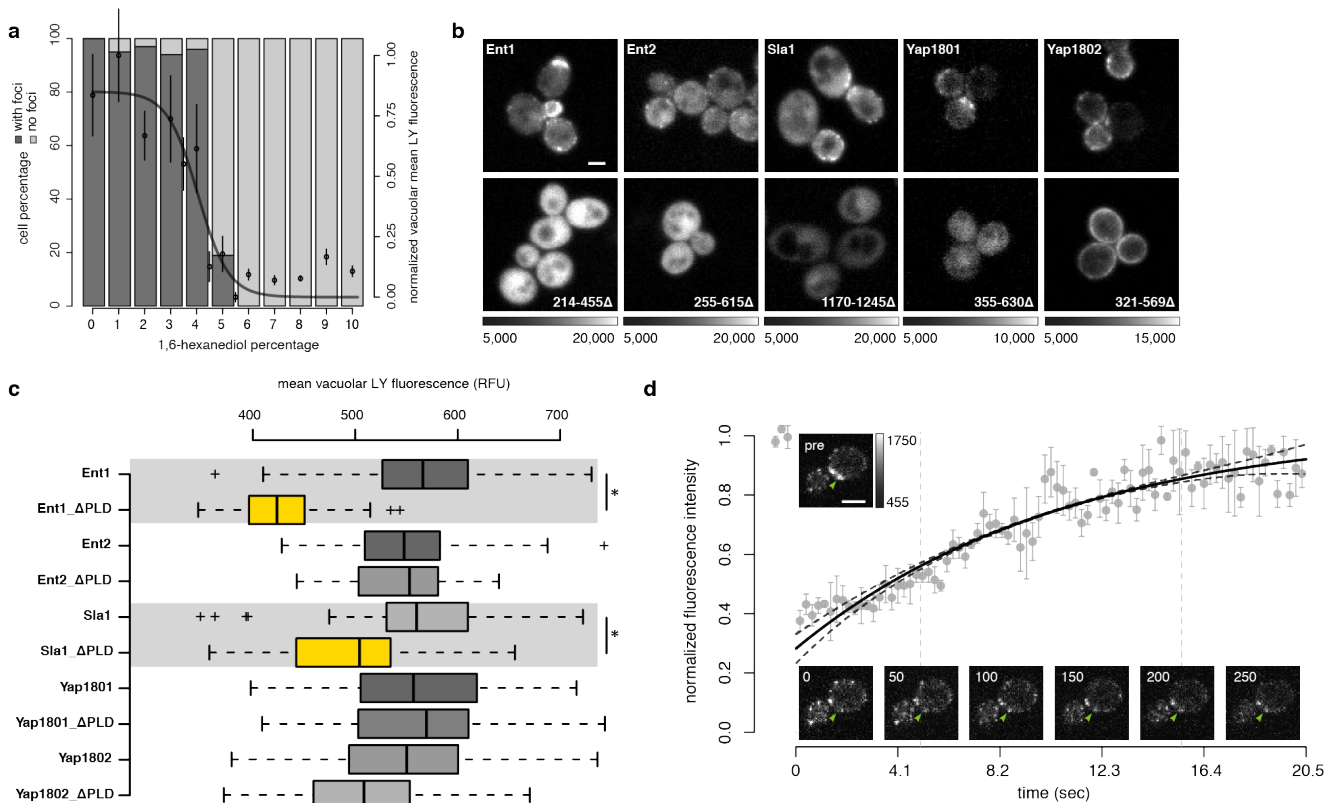 a
cell percentage
with foci
no foci
100
80
60
40
20
0
1.00
0.75
0.50
0.25
0.00
normalized vacuolar mean LY fluorescence
0 1 2 3 4 5 6 7 8 9 10
1,6-hexanediol percentage
b
Ent1 Ent2 Sla1 Yap1801 Yap1802
214-455Δ 255-615Δ 1170-1245Δ 355-630Δ 321-569Δ
5,000 20,000 5,000 20,000 5,000 20,000 5,000 10,000 5,000 15,000
c
mean vacuolar LY fluorescence (RFU)
400 500 600 700
Ent1
Ent1_ΔPLD
*
Ent2
Ent2_ΔPLD
Sla1
Sla1_ΔPLD
*
Yap1801
Yap1801_ΔPLD
Yap1802
Yap1802_ΔPLD
d
normalized fluorescence intensity
1.0
0.8
0.6
0.4
0.2
0.0
pre
1750
455
0 50 100 150 200 250
0 4.1 8.2 12.3 16.4 20.5
time (sec)